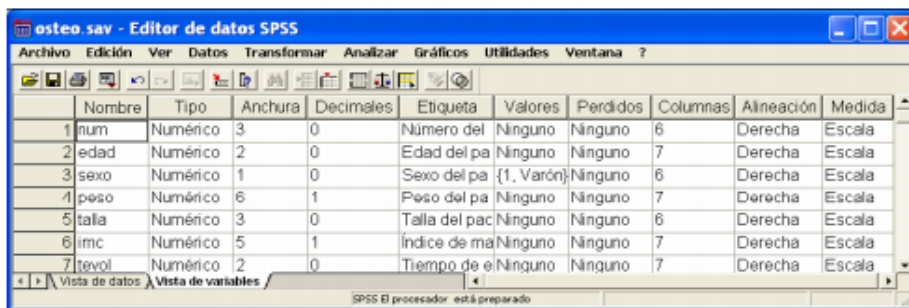 osteo.sav - Editor de datos SPSS
Archivo Edición Ver Datos Transformar Analizar Gráficos Utilidades Ventana ?
Nombre Tipo Anchura Decimales Etiqueta Valores Perdidos Columnas Alineación Medida
1 num Numérico 3 0 Número del Ninguno Ninguno 6 Derecha Escala
2 edad Numérico 2 0 Edad del pa Ninguno Ninguno 7 Derecha Escala
3 sexo Numérico 1 0 Sexo del pa {1, Varón} Ninguno 6 Derecha Escala
4 peso Numérico 6 1 Peso del pa Ninguno Ninguno 7 Derecha Escala
5 talla Numérico 3 0 Talla del pac Ninguno Ninguno 6 Derecha Escala
6 imc Numérico 5 1 Índice de ma Ninguno Ninguno 7 Derecha Escala
7 tevol Numérico 2 0 Tiempo de e Ninguno Ninguno 7 Derecha Escala
Vista de datos Vista de variables
SPSS El procesador está preparado